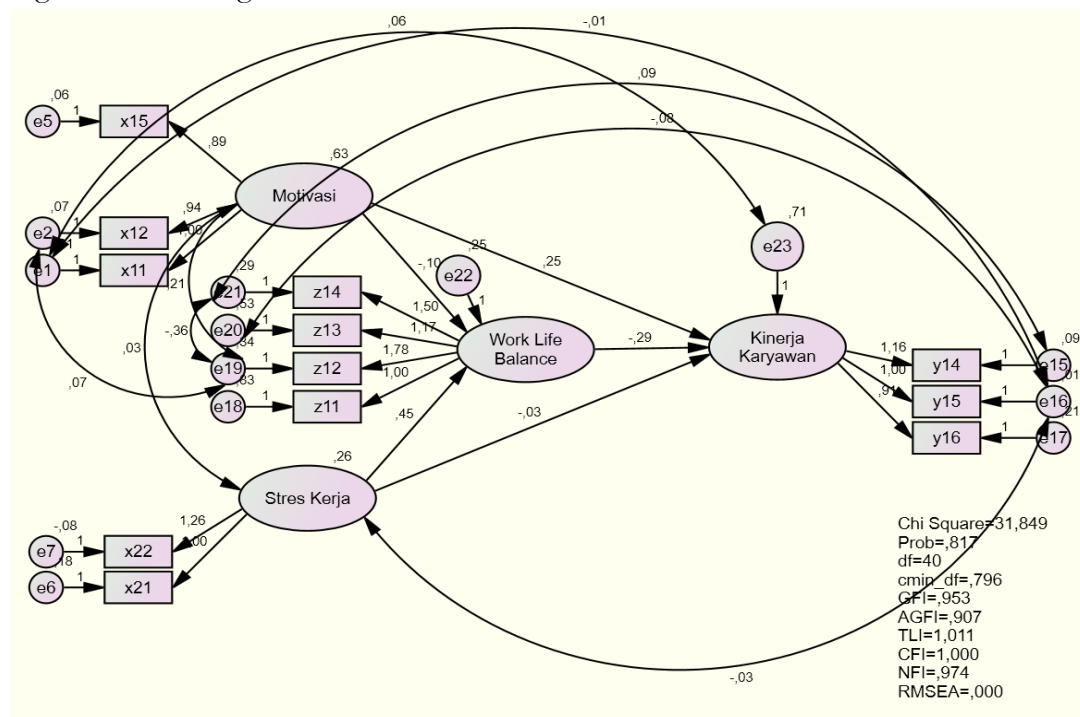 ,06
-,01
,09
-,08
,06
e5
1
x15
,89
,63
Motivasi
,07
e2
1
x12
,94
1,00
e1
1
x11
,21
,71
e23
1
,25
-,10
,25
e22
1
,29
e21
1
z14
1,50
,53
e20
1
z13
1,17
-,36
,34
e19
1
z12
1,78
,83
e18
1
z11
1,00
Work Life
Balance
-,29
Kinerja
Karyawan
,03
,07
,45
-,03
1,16
y14
1
,09
e15
1,00
y15
1
,01
e16
,91
y16
1
,21
e17
,26
Stres Kerja
-,08
e7
1
x22
1,26
,18
e6
1
x21
-,03
Chi Square=31,849
Prob=,817
df=40
cmin_df=,796
GFI=,953
AGFI=,907
TLI=1,011
CFI=1,000
NFI=,974
RMSEA=,000